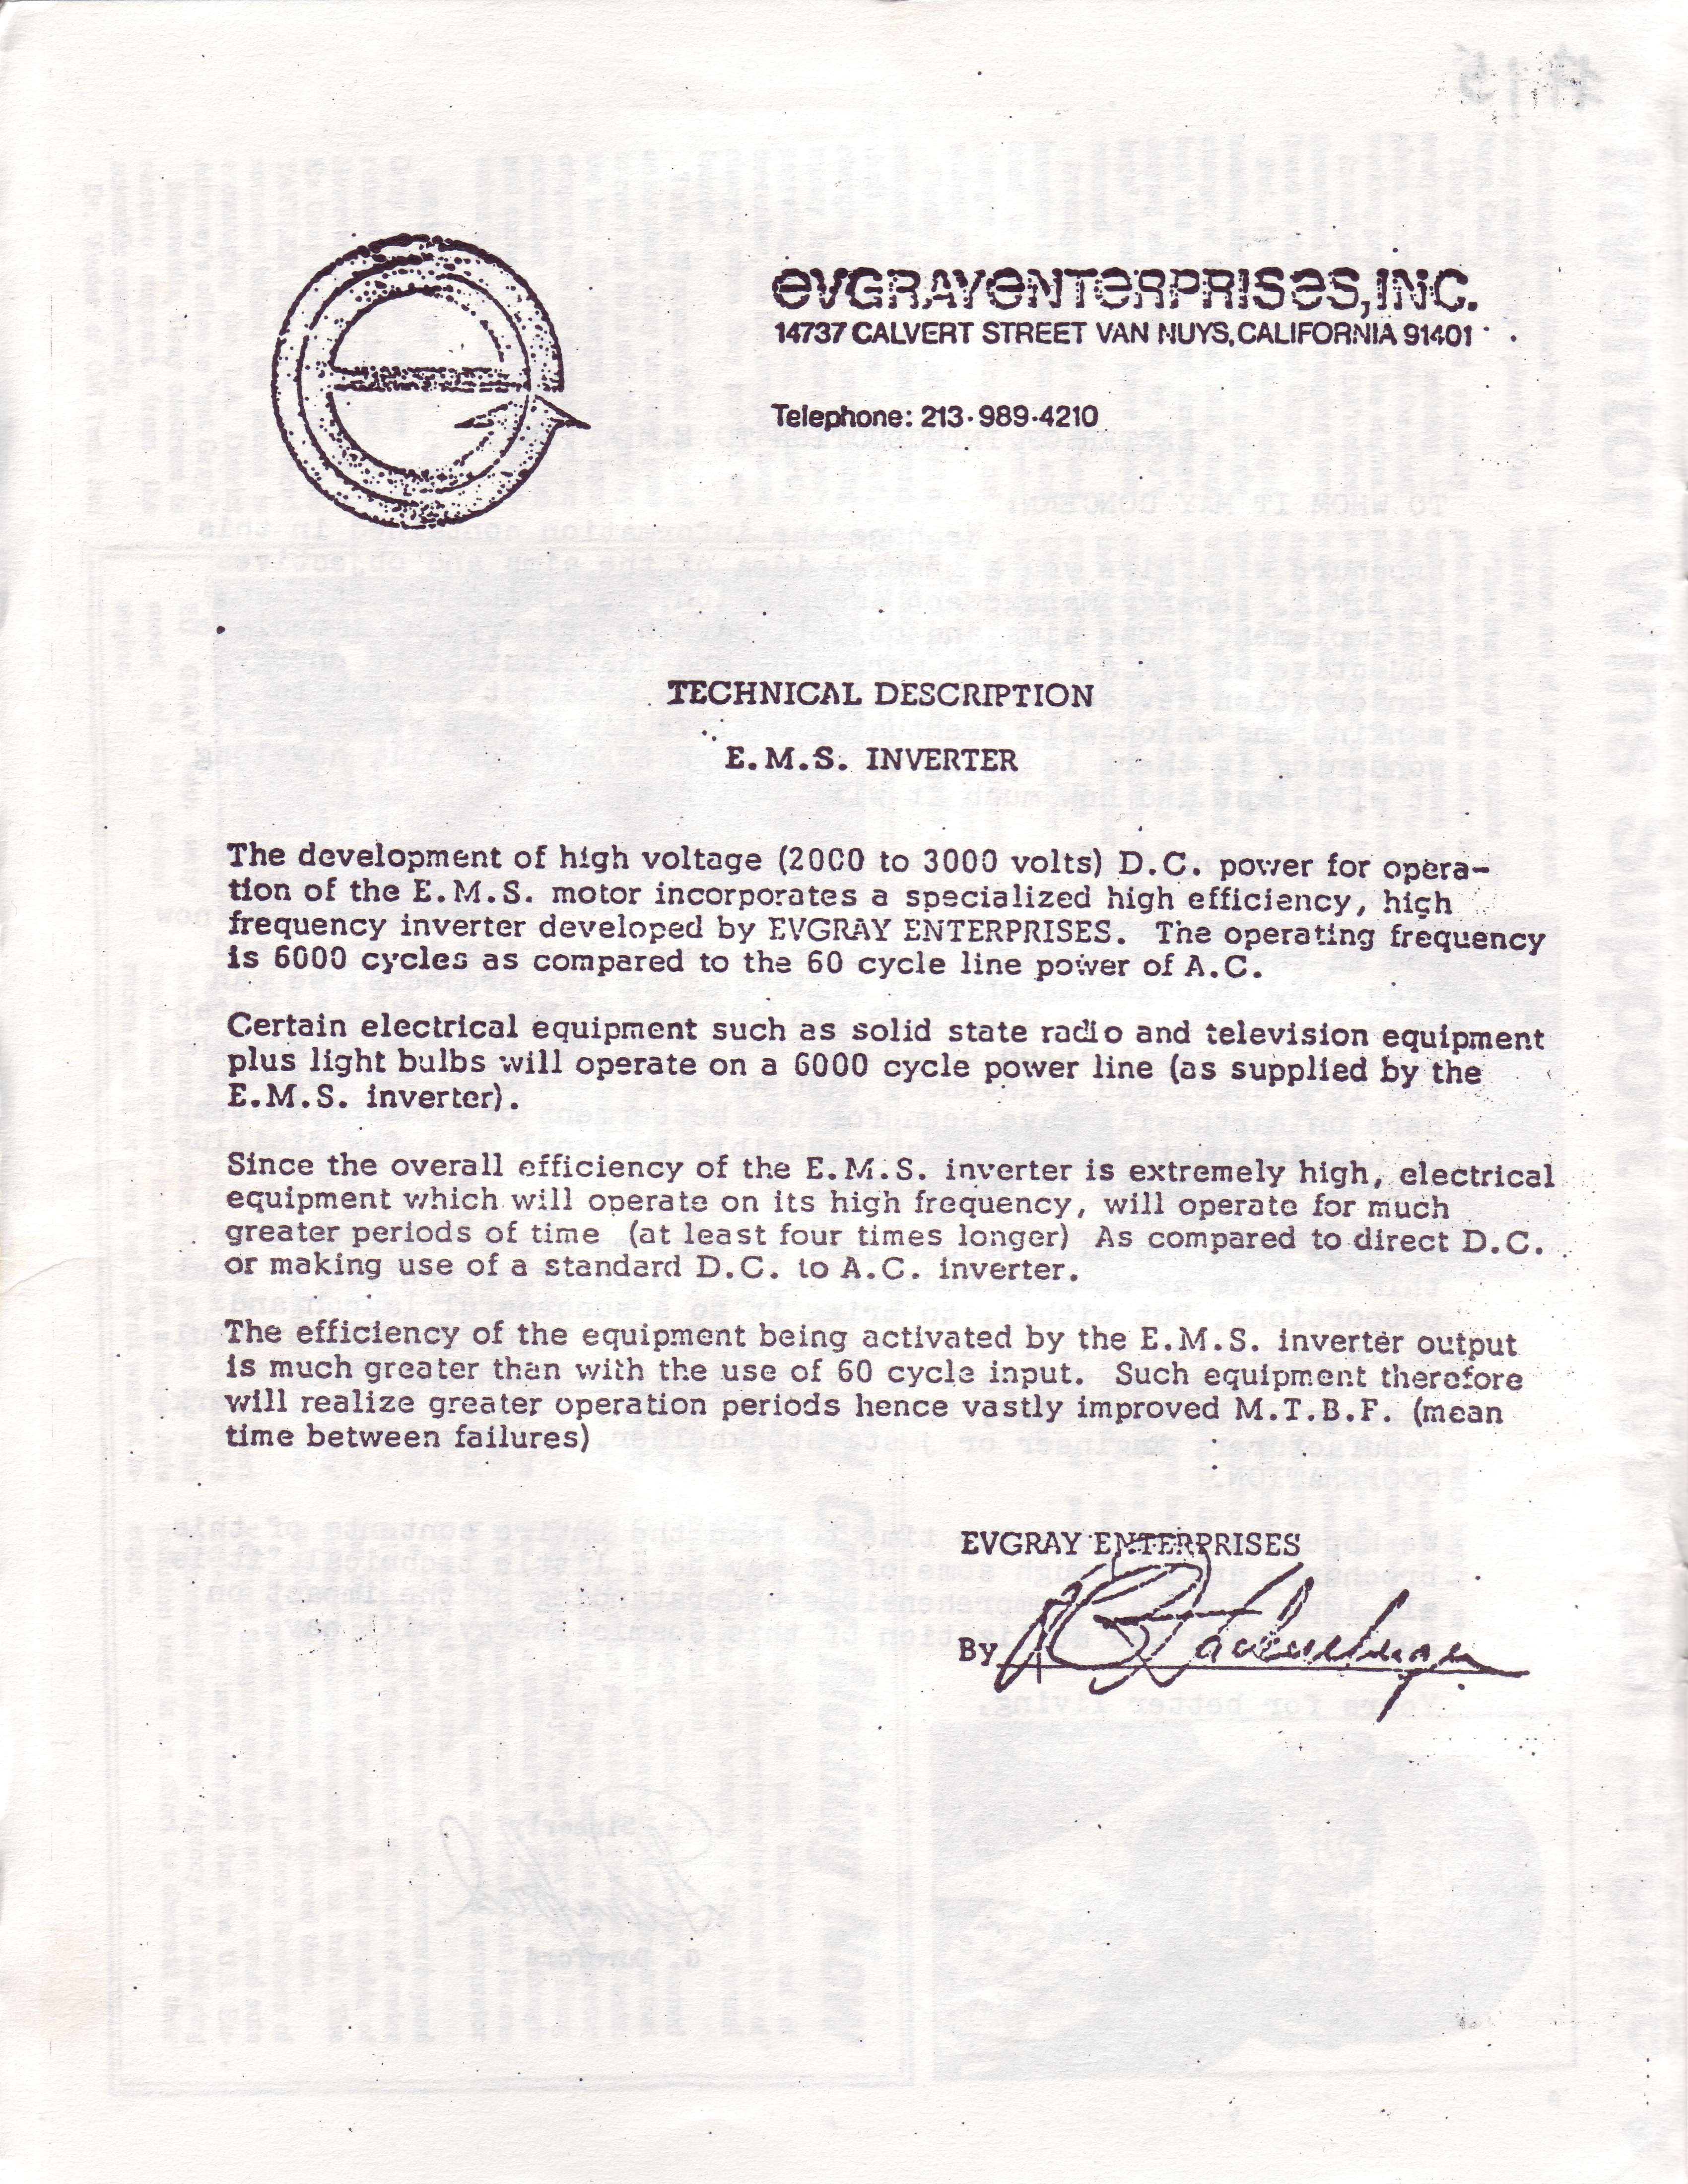 evGRAYenterprises,INC.
14737 CALVERT STREET VAN NUYS, CALIFORNIA 91401
Telephone: 213·989·4210
TECHNICAL DESCRIPTION
E.M.S. INVERTER
The development of high voltage (2000 to 3000 volts) D.C. power for opera-
tion of the E.M.S. motor incorporates a specialized high efficiency, high
frequency inverter developed by EVGRAY ENTERPRISES. The operating frequency
is 6000 cycles as compared to the 60 cycle line power of A.C.
Certain electrical equipment such as solid state radio and television equipment
plus light bulbs will operate on a 6000 cycle power line (as supplied by the
E.M.S. inverter).
Since the overall efficiency of the E.M.S. inverter is extremely high, electrical
equipment which will operate on its high frequency, will operate for much
greater periods of time (at least four times longer) As compared to direct D.C.
or making use of a standard D.C. to A.C. inverter.
The efficiency of the equipment being activated by the E.M.S. inverter output
is much greater than with the use of 60 cycle input. Such equipment therefore
will realize greater operation periods hence vastly improved M.T.B.F. (mean
time between failures)
EVGRAY ENTERPRISES
By